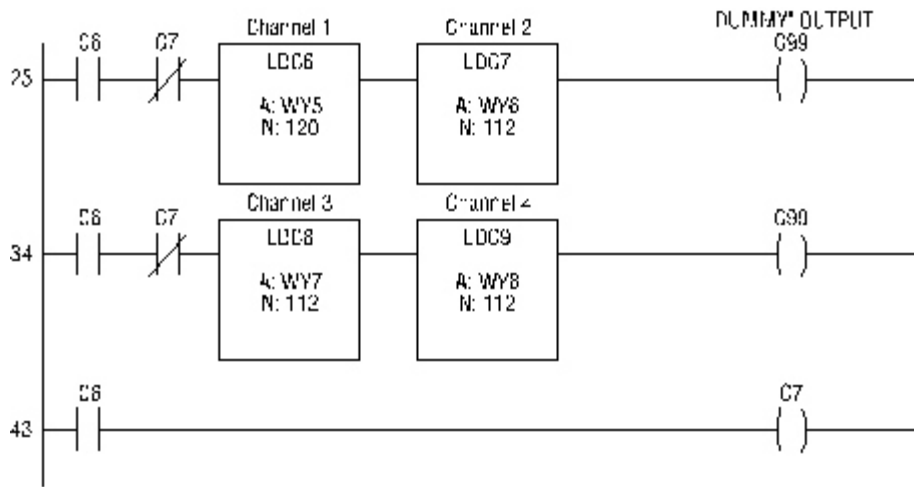 DUMMY" OUTPUT
Channel 1
Channel 2
C6
C7
LDC6
LDC7
C99
25
A: WY5
N: 120
A: WY6
N: 112
Channel 3
Channel 4
C6
C7
LDC8
LDC9
C99
34
A: WY7
N: 112
A: WY8
N: 112
C6
C7
43